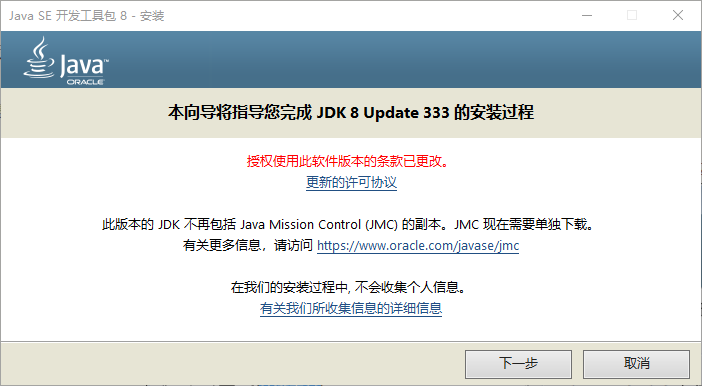 Java SE 开发工具包 8 - 安装
Java™
ORACLE
本向导将指导您完成 JDK 8 Update 333 的安装过程
授权使用此软件版本的条款已更改。
更新的许可协议
此版本的 JDK 不再包括 Java Mission Control (JMC) 的副本。JMC 现在需要单独下载。
有关更多信息，请访问 https://www.oracle.com/javase/jmc
在我们的安装过程中, 不会收集个人信息。
有关我们所收集信息的详细信息
下一步
取消